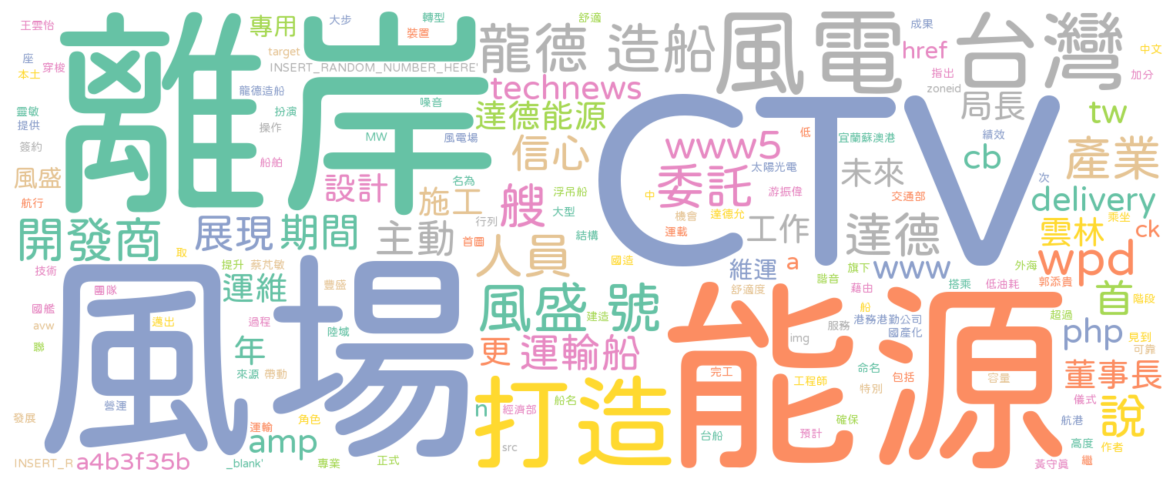 王雲怡
大步
轉型
舒適
成果
座
專用
裝置
中文
本土
穿梭
target
龍德 造船
風電
href
台灣
離岸
INSERT_RANDOM_NUMBER_HERE'
指出
加分
technews
zoneid
龍德造船
噪音
靈敏
扮演
達德能源
局長
tw
提供
操作
CTV
簽約
MW
風電場
信心
www5
低
宜蘭蘇澳港
績效
產業
船舶
太陽光電
cb
風盛
設計
名為
浮吊船
委託
游振偉
未來
次
delivery
航行
施工
艘
大型
中
機會
達德允
交通部
乘坐
開發商
展現
期間
主動
行列
首圖
結構
運載
工作
達德
雲林
ck
取
人員
國造
維運
a
www
wpd
技術
提升
蔡芃敏
諧音
旗下
外海
郭添貴
團隊
運維
豐盛
舒適度
藉由
搭乘
低油耗
首
階段
國艦
風盛 號
建造
船
超過
avw
邁出
過程
陸域
服務
港務港勤公司
國產化
php
見到
聯
年
更
運輸船
img
可靠
風場
能源
來源
帶動
完工
命名
董事長
打造
工程師
特別
包括
容量
營運
n
經濟部
船名
儀式
說
發展
角色
確保
航港
運輸
amp
台船
預計
src
高度
作者
INSERT_R
a4b3f35b
_blank'
專業
正式
黃守真
繼